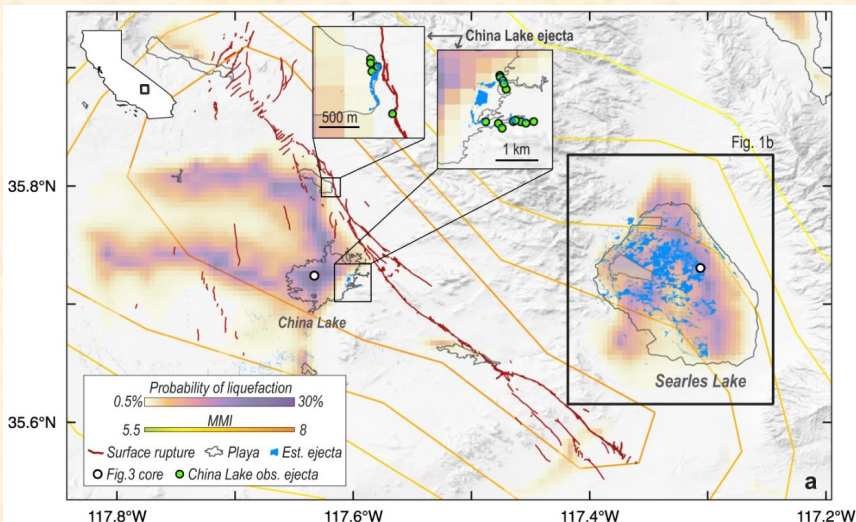 China Lake ejecta
500 m
1 km
Fig. 1b
35.8°N
China Lake
Searles Lake
Probability of liquefaction
0.5% 30%
MMI
5.5 8
Surface rupture Playa Est. ejecta
Fig.3 core China Lake obs. ejecta
35.6°N
a
117.8°W 117.6°W 117.4°W 117.2°W